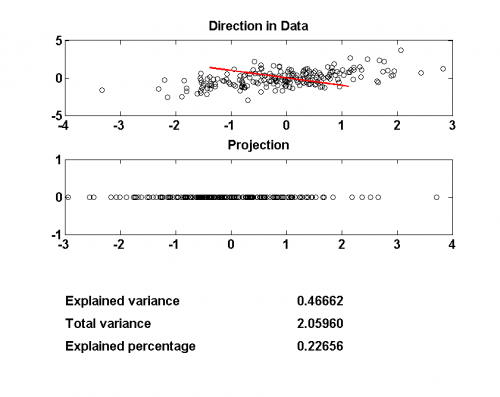 Direction in Data
5
0
-5
-4 -3 -2 -1 0 1 2 3
Projection
1
0
-1
-3 -2 -1 0 1 2 3 4
Explained variance 0.46662
Total variance 2.05960
Explained percentage 0.22656